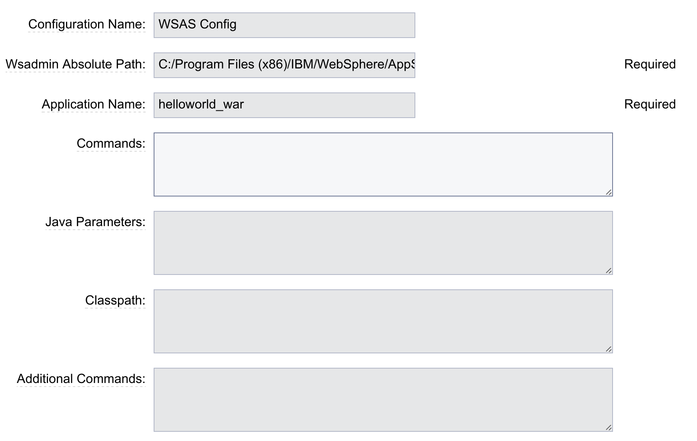 Configuration Name: WSAS Config
Wsadmin Absolute Path: C:/Program Files (x86)/IBM/WebSphere/App Required
Application Name: helloworld_war Required
Commands:
Java Parameters:
Classpath:
Additional Commands: